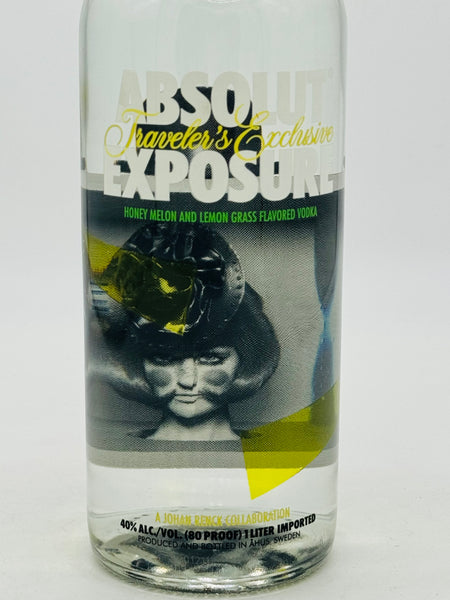 ABSOLUT
Traveler's Exclusive
EXPOSURE
HONEY MELON AND LEMON GRASS FLAVORED VODKA
A JOHAN RENCK COLLABORATION
40% ALC./VOL. (80 PROOF) 1 LITER IMPORTED
PRODUCED AND BOTTLED IN ÅHUS, SWEDEN